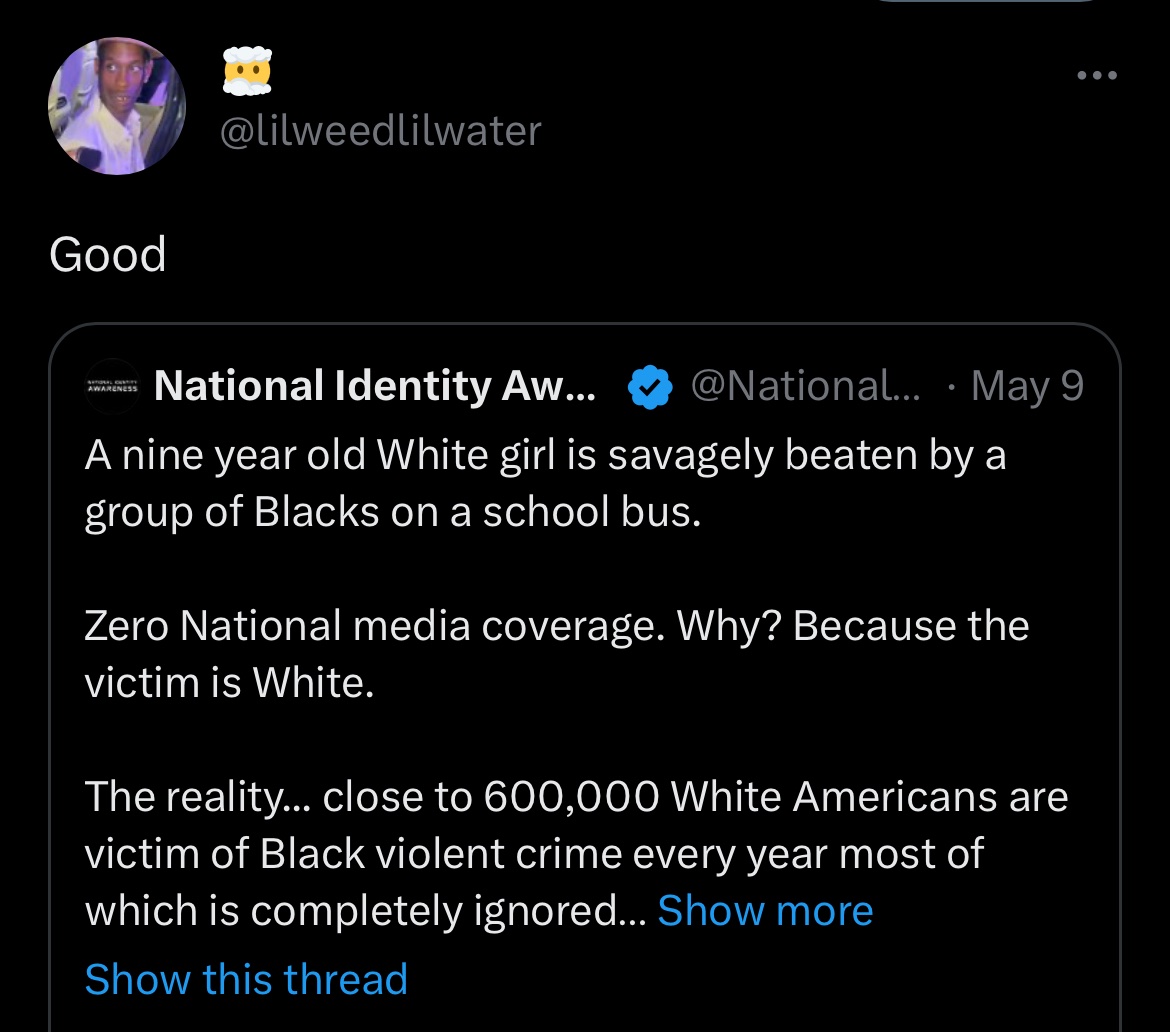 @lilweedlilwater
Good
NATIONAL IDENTITY
AWARENESS
National Identity Aw... @National... · May 9
A nine year old White girl is savagely beaten by a
group of Blacks on a school bus.
Zero National media coverage. Why? Because the
victim is White.
The reality... close to 600,000 White Americans are
victim of Black violent crime every year most of
which is completely ignored... Show more
Show this thread